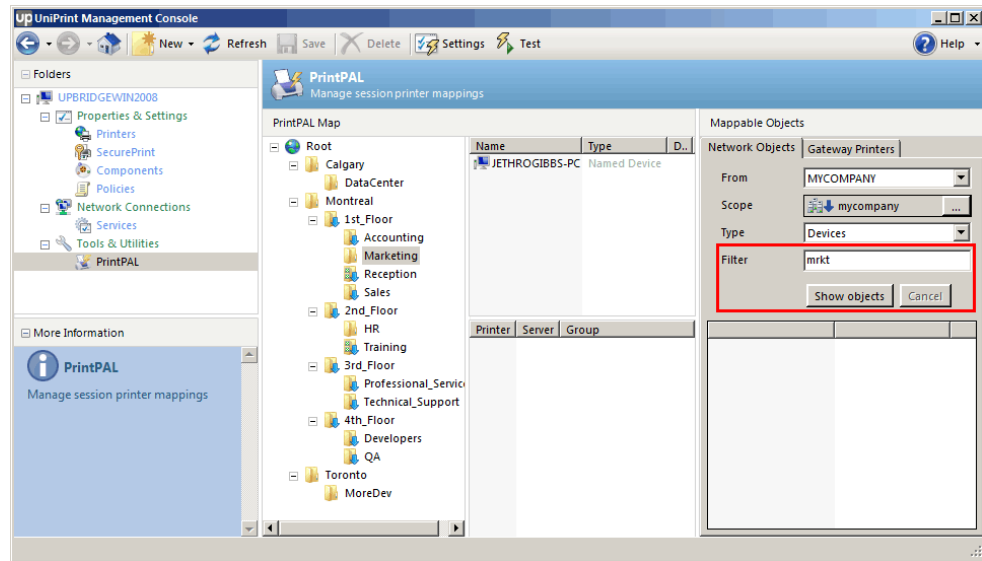 UP UniPrint Management Console
New Refresh Save Delete Settings Test Help
Folders
UPBRIDGEWIN2008
Properties & Settings
Printers
SecurePrint
Components
Policies
Network Connections
Services
Tools & Utilities
PrintPAL
More Information
PrintPAL
Manage session printer mappings
PrintPAL
Manage session printer mappings
PrintPAL Map
Root
Calgary
DataCenter
Montreal
1st_Floor
Accounting
Marketing
Reception
Sales
2nd_Floor
HR
Training
3rd_Floor
Professional_Servic
Technical_Support
4th_Floor
Developers
QA
Toronto
MoreDev
Name Type D..
JETHROGIBBS-PC Named Device
Printer Server Group
Mappable Objects
Network Objects Gateway Printers
From MYCOMPANY
Scope mycompany ...
Type Devices
Filter mrkt
Show objects Cancel